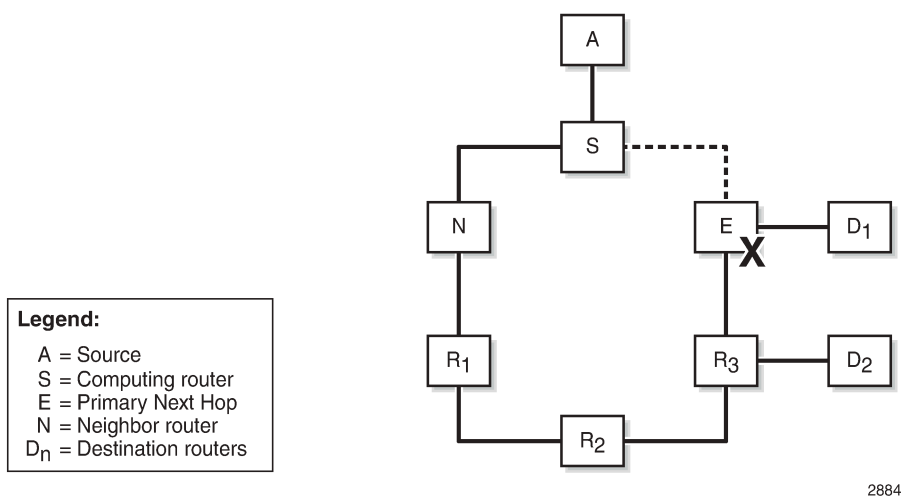 A
S
N
E
D1
X
Legend:
A = Source
S = Computing router
E = Primary Next Hop
N = Neighbor router
Dn = Destination routers
R1
R3
D2
R2
2884